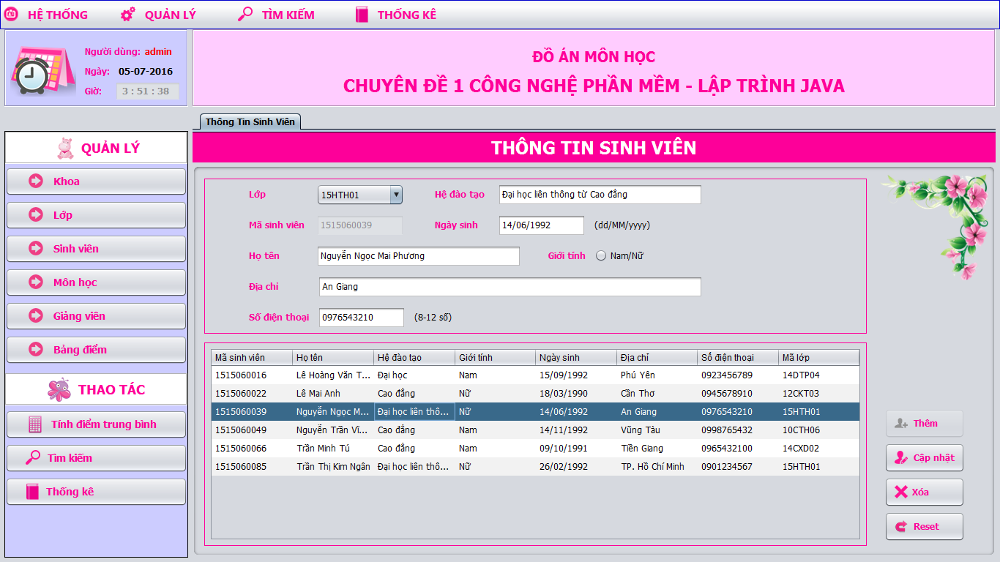 HỆ THỐNG QUẢN LÝ TÌM KIẾM THỐNG KÊ
Người dùng: admin
Ngày: 05-07-2016
Giờ: 3 : 51 : 38
ĐỒ ÁN MÔN HỌC
CHUYÊN ĐỀ 1 CÔNG NGHỆ PHẦN MỀM - LẬP TRÌNH JAVA
QUẢN LÝ
Khoa
Lớp
Sinh viên
Môn học
Giảng viên
Bảng điểm
THAO TÁC
Tính điểm trung bình
Tìm kiếm
Thống kê
Thông Tin Sinh Viên
THÔNG TIN SINH VIÊN
Lớp 15HTH01 Hệ đào tạo Đại học liên thông từ Cao đẳng
Mã sinh viên 1515060039 Ngày sinh 14/06/1992 (dd/MM/yyyy)
Họ tên Nguyễn Ngọc Mai Phương Giới tính Nam/Nữ
Địa chỉ An Giang
Số điện thoại 0976543210 (8-12 số)
Mã sinh viên Họ tên Hệ đào tạo Giới tính Ngày sinh Địa chỉ Số điện thoại Mã lớp
1515060016 Lê Hoàng Văn T... Đại học Nam 15/09/1992 Phú Yên 0923456789 14DTP04
1515060022 Lê Mai Anh Cao đẳng Nữ 18/03/1990 Cần Thơ 0945678910 12CKT03
1515060039 Nguyễn Ngọc M... Đại học liên thô... Nữ 14/06/1992 An Giang 0976543210 15HTH01
1515060049 Nguyễn Trần Vĩ... Cao đẳng Nam 14/11/1992 Vũng Tàu 0998765432 10CTH06
1515060066 Trần Minh Tú Cao đẳng Nam 09/10/1991 Tiền Giang 0965432100 14CXD02
1515060085 Trần Thị Kim Ngân Đại học liên thô... Nữ 26/02/1992 TP. Hồ Chí Minh 0901234567 15HTH01
Thêm
Cập nhật
Xóa
Reset